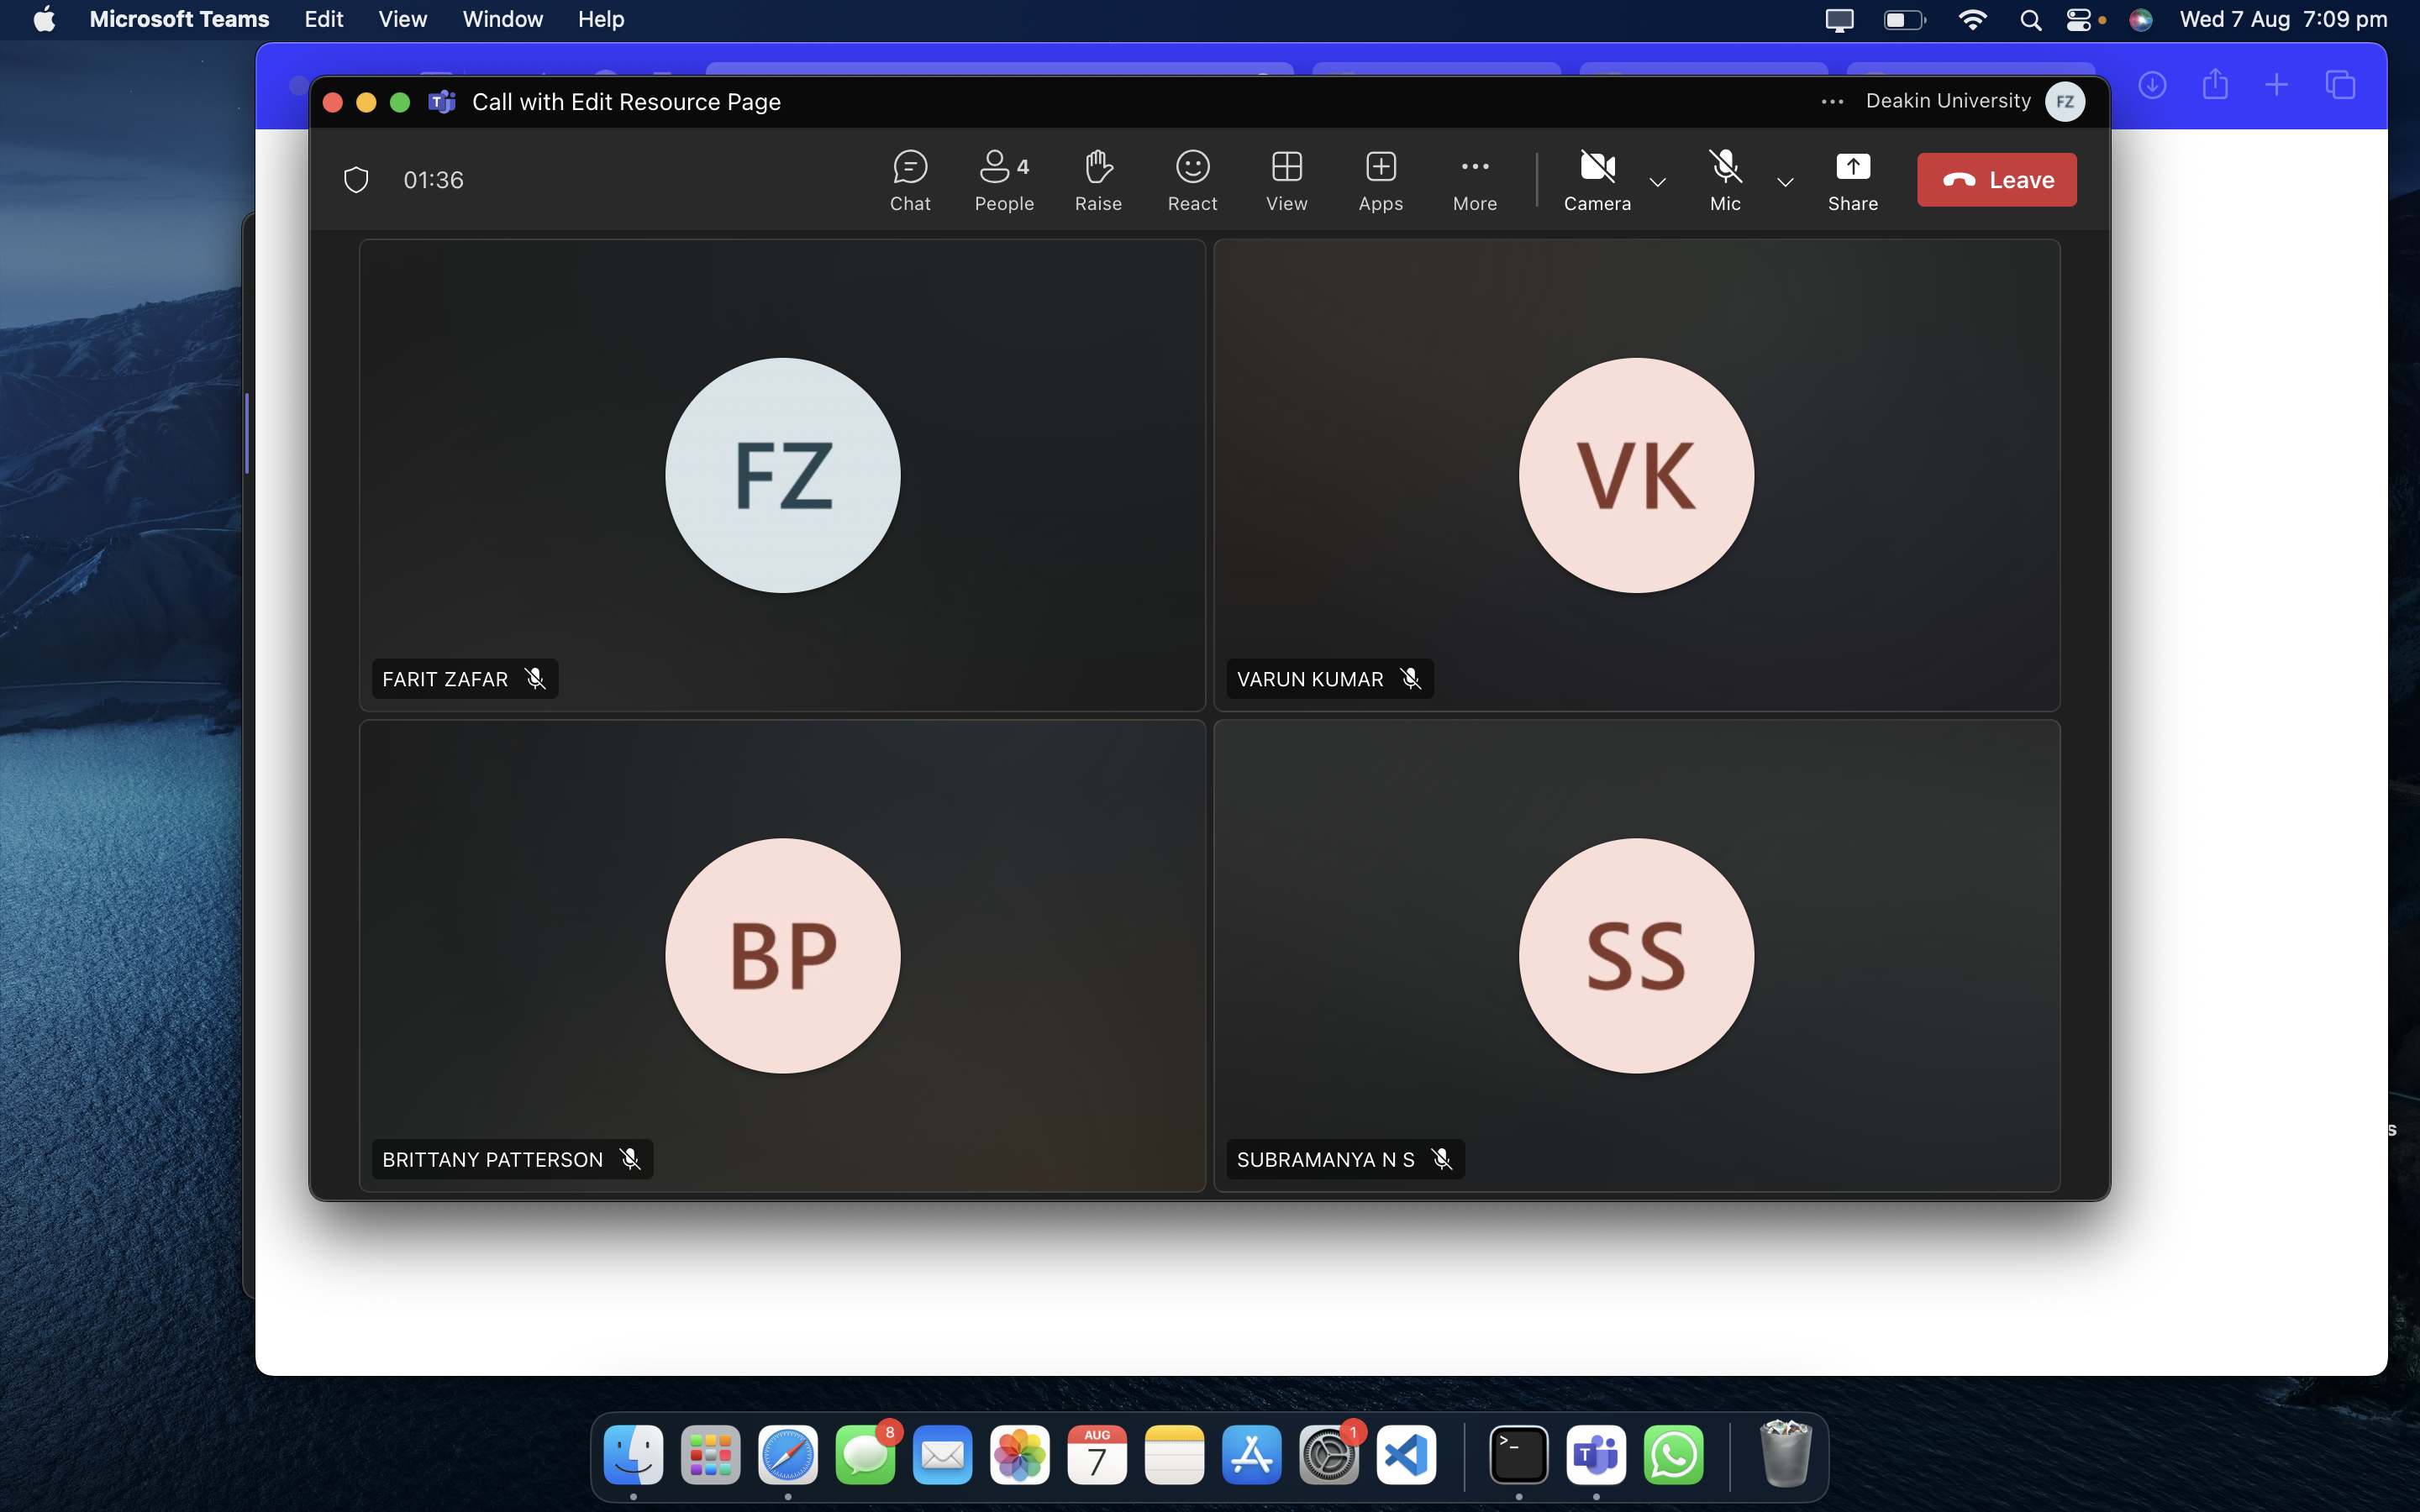 Microsoft Teams Edit View Window Help Wed 7 Aug 7:09 pm
Call with Edit Resource Page Deakin University FZ
01:36
4
Chat People Raise React View Apps More Camera Mic Share Leave
FZ VK
FARIT ZAFAR VARUN KUMAR
BP SS
BRITTANY PATTERSON SUBRAMANYA N S
s
8 AUG 7 1 >_ T